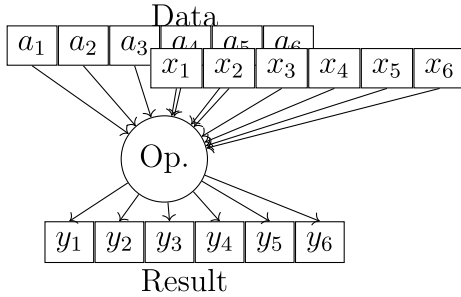 Data
a₁ a₂ a₃ a₄ a₅ a₆
x₁ x₂ x₃ x₄ x₅ x₆
Op.
y₁ y₂ y₃ y₄ y₅ y₆
Result